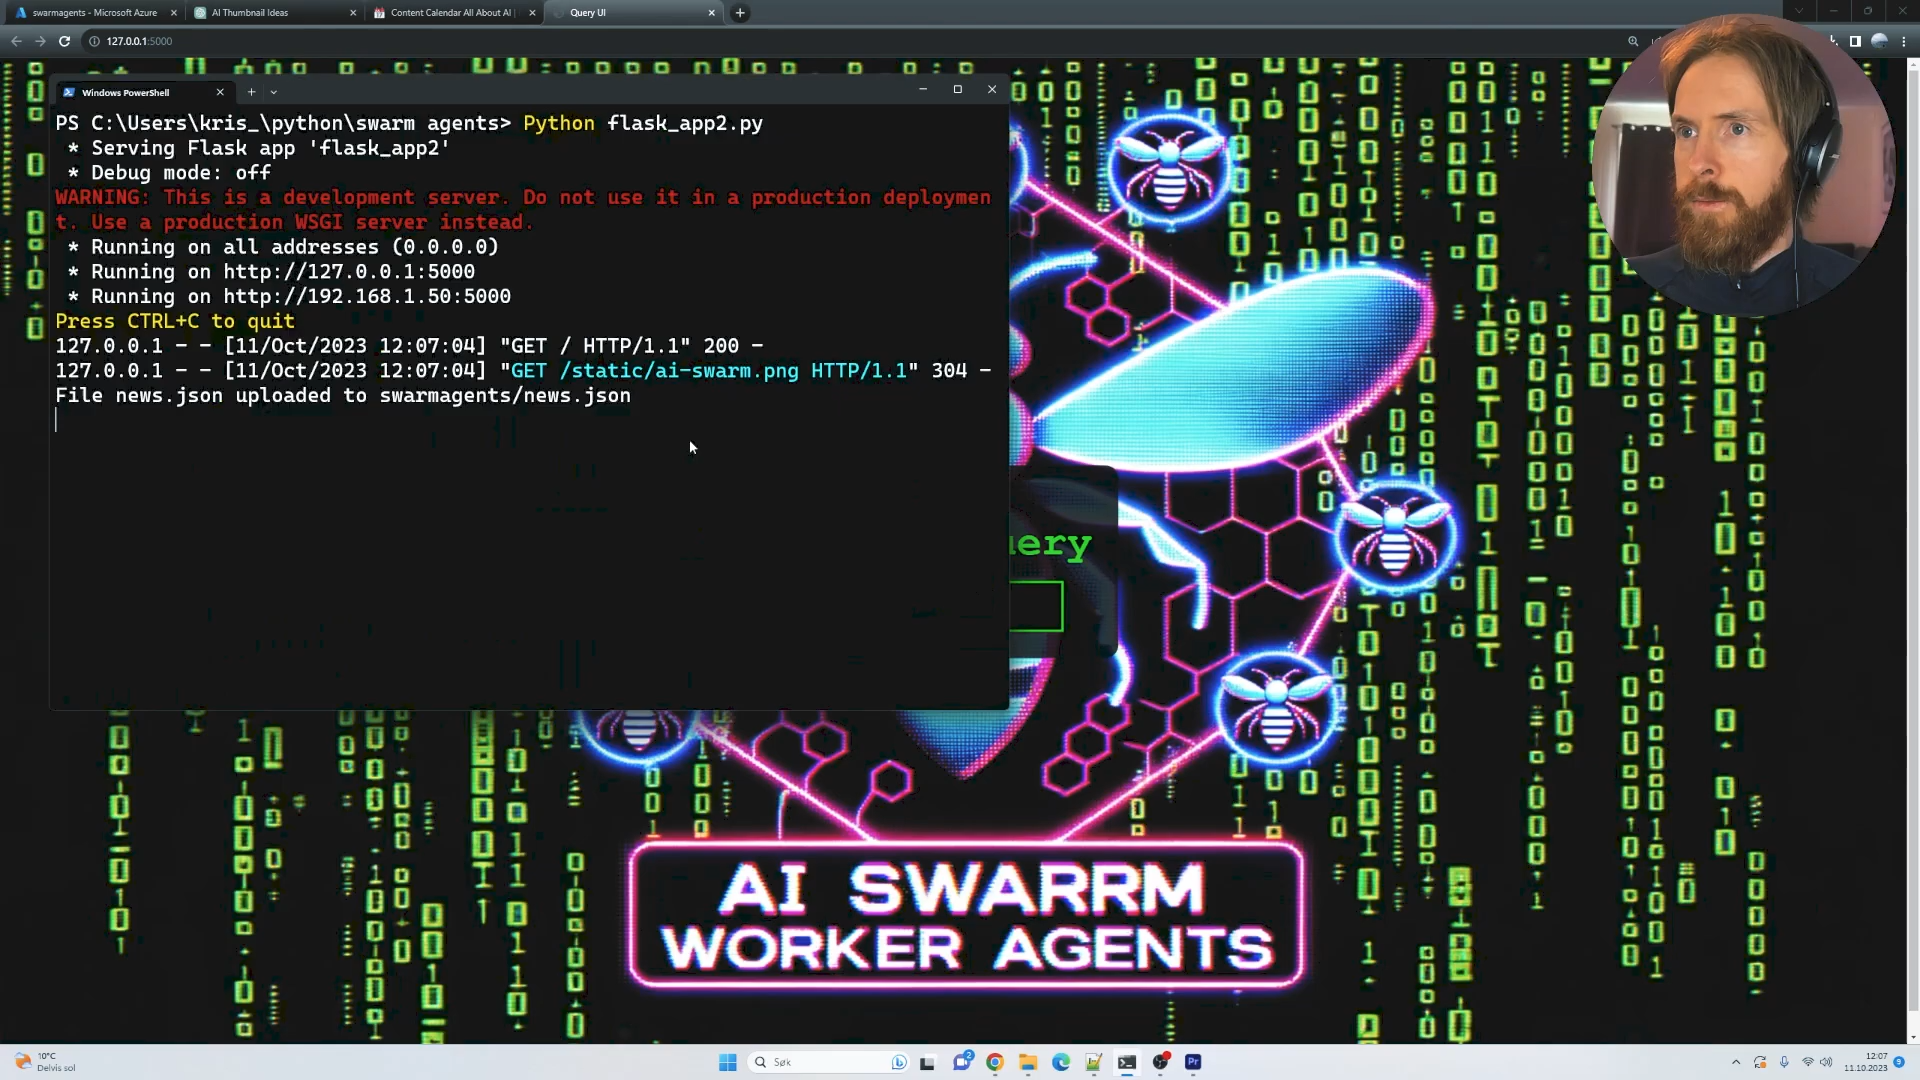 swarmagents - Microsoft Azure
AI Thumbnail Ideas
Content Calendar All About AI |
Query UI
127.0.0.1:5000
Windows PowerShell
PS C:\Users\kris_\python\swarm agents> Python flask_app2.py
* Serving Flask app 'flask_app2'
* Debug mode: off
WARNING: This is a development server. Do not use it in a production deploymen
t. Use a production WSGI server instead.
* Running on all addresses (0.0.0.0)
* Running on http://127.0.0.1:5000
* Running on http://192.168.1.50:5000
Press CTRL+C to quit
127.0.0.1 - - [11/Oct/2023 12:07:04] "GET / HTTP/1.1" 200 -
127.0.0.1 - - [11/Oct/2023 12:07:04] "GET /static/ai-swarm.png HTTP/1.1" 304 -
File news.json uploaded to swarmagents/news.json
uery
AI SWARRM
WORKER AGENTS
10°C
Delvis sol
Søk
2
Pr
12:07
11.10.2023
9